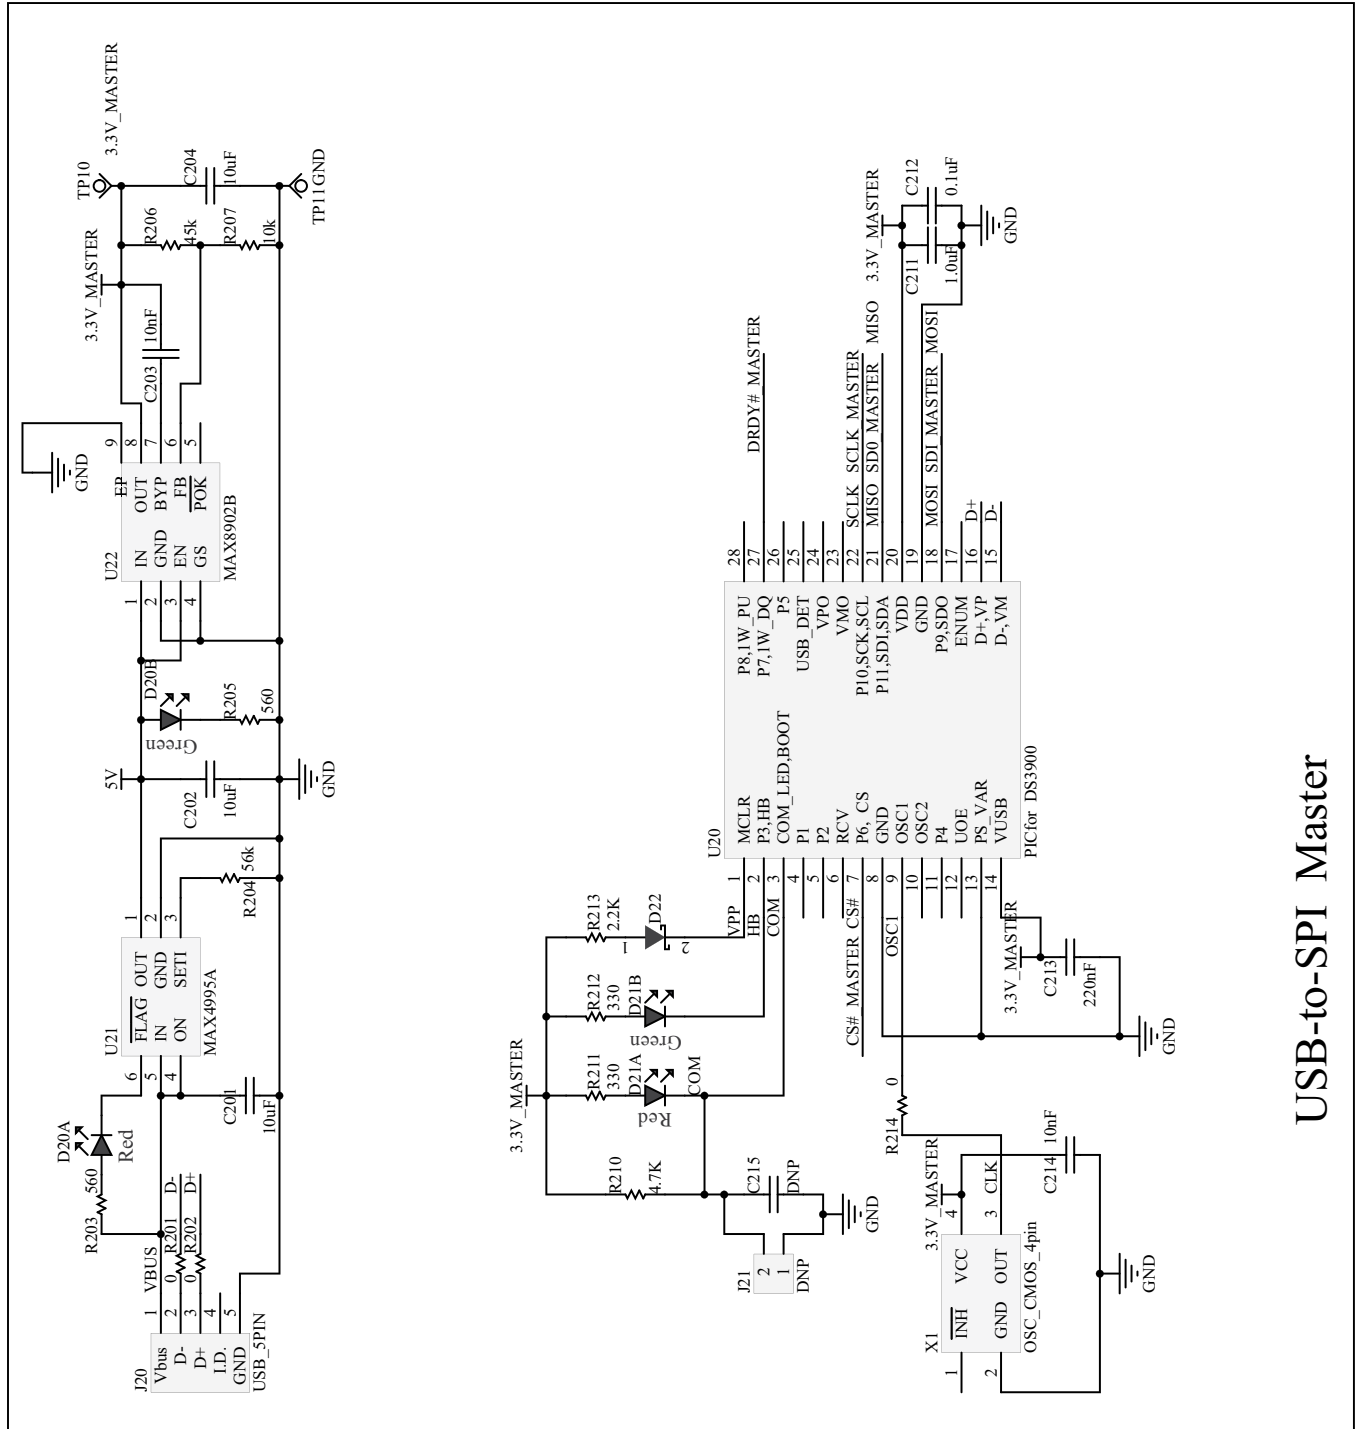 J20
Vbus
D-
D+
I.D.
GND
USB_5PIN
1
2
3
4
5
VBUS
R203
560
D20A
Red
0
R201
D-
0
R202
D+
C201
10uF
U21
FLAG
IN
ON
OUT
GND
SETI
MAX4995A
6
5
4
1
2
3
R204
56k
5V
C202
10uF
GND
D20B
Green
R205
560
U22
IN
GND
EN
GS
EP
OUT
BYP
FB
POK
MAX8902B
1
2
3
4
9
8
7
6
5
GND
C203
10nF
3.3V_MASTER
R206
45k
R207
10k
TP10
3.3V_MASTER
C204
10uF
TP11
GND
3.3V_MASTER
R210
4.7K
R211
330
D21A
Red
COM
R212
330
D21B
Green
R213
2.2K
1
D22
2
J21
2
1
DNP
C215
DNP
GND
VPP
HB
COM
CS#_MASTER CS#
OSC1
U20
MCLR
P3,HB
COM_LED,BOOT
P1
P2
RCV
P6, CS
GND
OSC1
OSC2
P4
UOE
PS_VAR
VUSB
1
2
3
4
5
6
7
8
9
10
11
12
13
14
P8,1W_PU
P7,1W_DQ
P5
USB_DET
VPO
VMO
P10,SCK,SCL
P11,SDI,SDA
VDD
GND
P9,SDO
ENUM
D+,VP
D-,VM
28
27
26
25
24
23
22
21
20
19
18
17
16
15
PICfor DS3900
DRDY#_MASTER
SCLK SCLK_MASTER
MISO SD0_MASTER MISO
MOSI SDI_MASTER MOSI
D+
D-
3.3V_MASTER
C211
1.0uF
C212
0.1uF
GND
3.3V_MASTER
C213
220nF
GND
X1
INH
VCC
GND
OUT
OSC_CMOS_4pin
1
2
4
3
3.3V_MASTER
CLK
R214
0
C214
10nF
GND
USB-to-SPI Master